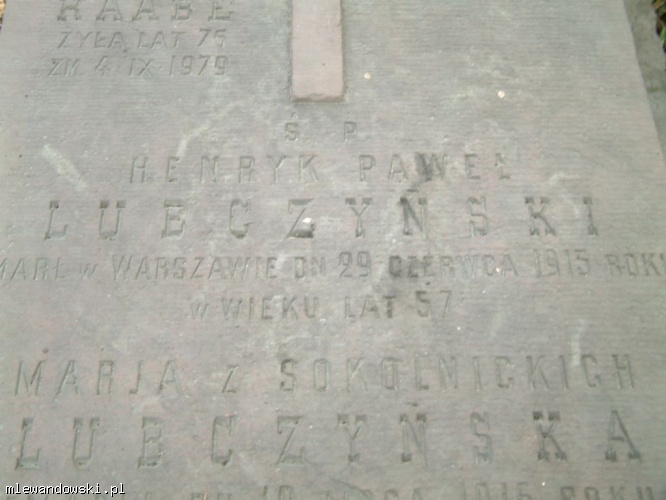 RAABE
ŻYŁA LAT 75
ZM. 4 IX 1979
Ś P
HENRYK PAWEŁ
LUBCZYŃSKI
MARŁ W WARSZAWIE DN 29 CZERWCA 1915 ROKU
W WIEKU LAT 57
MARJA Z SOKOLNICKICH
LUBCZYŃSKA
mlewandowski.pl